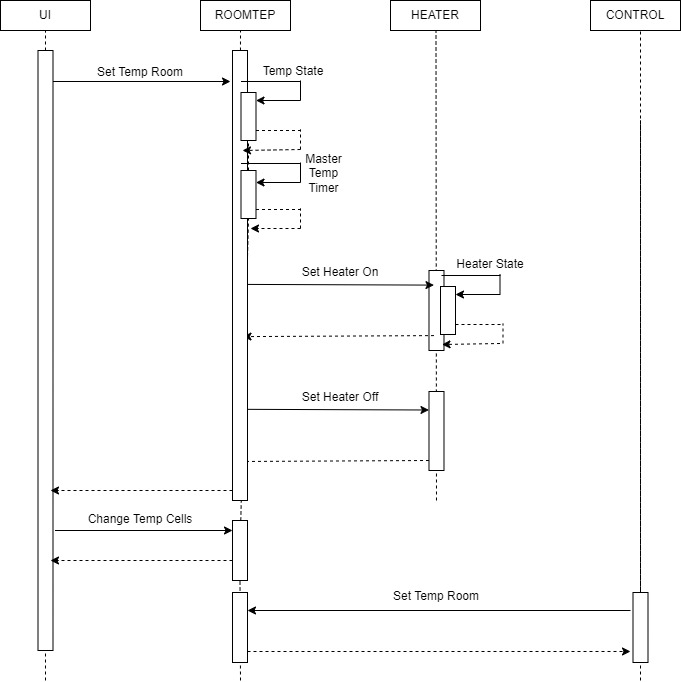 UI
ROOMTEP
HEATER
CONTROL
Set Temp Room
Temp State
Master
Temp
Timer
Set Heater On
Heater State
Set Heater Off
Change Temp Cells
Set Temp Room